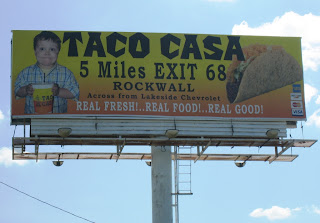 TACO CASA
5 Miles EXIT 68
ROCKWALL
Across from Lakeside Chevrolet
REAL FRESH!..REAL FOOD!..REAL GOOD!